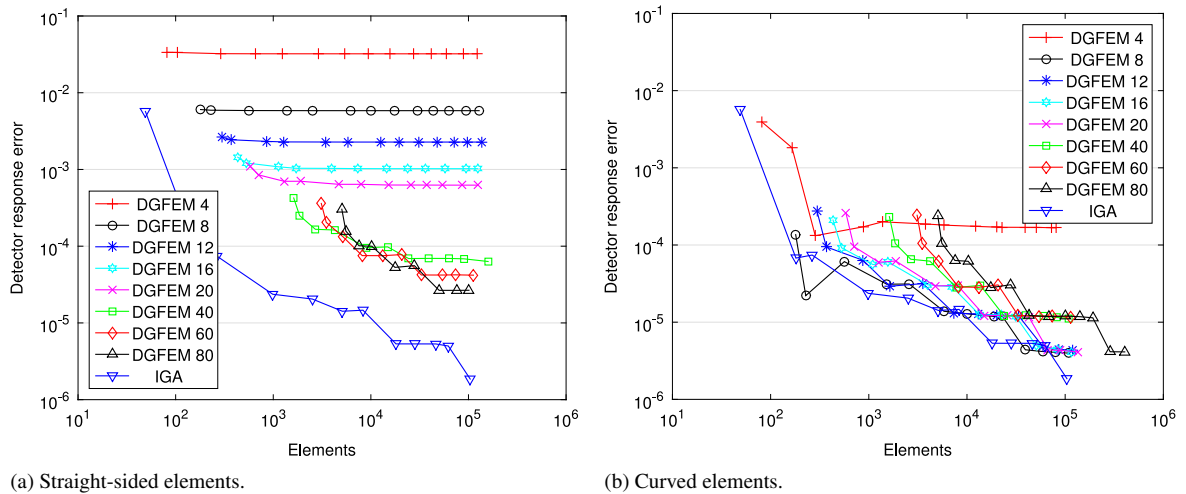 10^-1
10^-2
10^-3
10^-4
10^-5
10^-6
Detector response error
DGFEM 4
DGFEM 8
DGFEM 12
DGFEM 16
DGFEM 20
DGFEM 40
DGFEM 60
DGFEM 80
IGA
10^1
10^2
10^3
10^4
10^5
10^6
Elements
(a) Straight-sided elements.
10^-1
10^-2
10^-3
10^-4
10^-5
10^-6
Detector response error
DGFEM 4
DGFEM 8
DGFEM 12
DGFEM 16
DGFEM 20
DGFEM 40
DGFEM 60
DGFEM 80
IGA
10^1
10^2
10^3
10^4
10^5
10^6
Elements
(b) Curved elements.